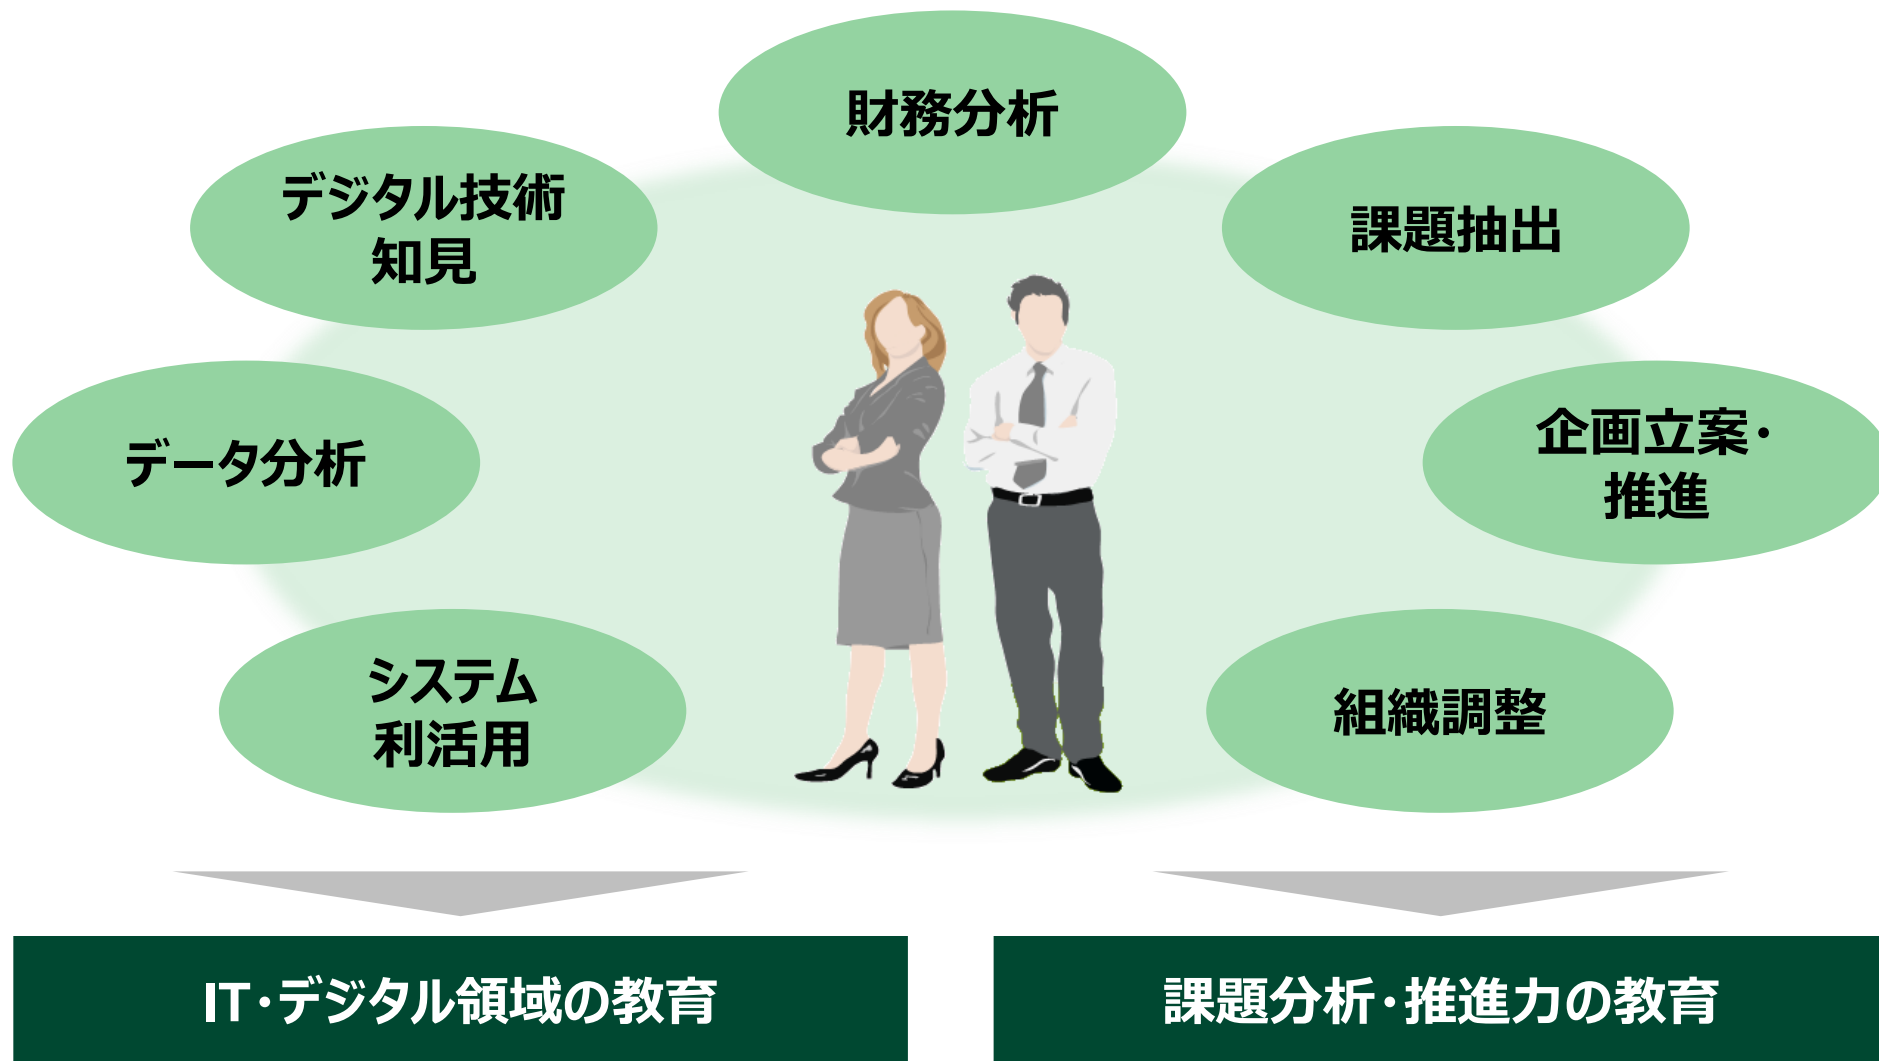 財務分析
デジタル技術
知見
課題抽出
データ分析
企画立案・
推進
システム
利活用
組織調整
IT・デジタル領域の教育
課題分析・推進力の教育